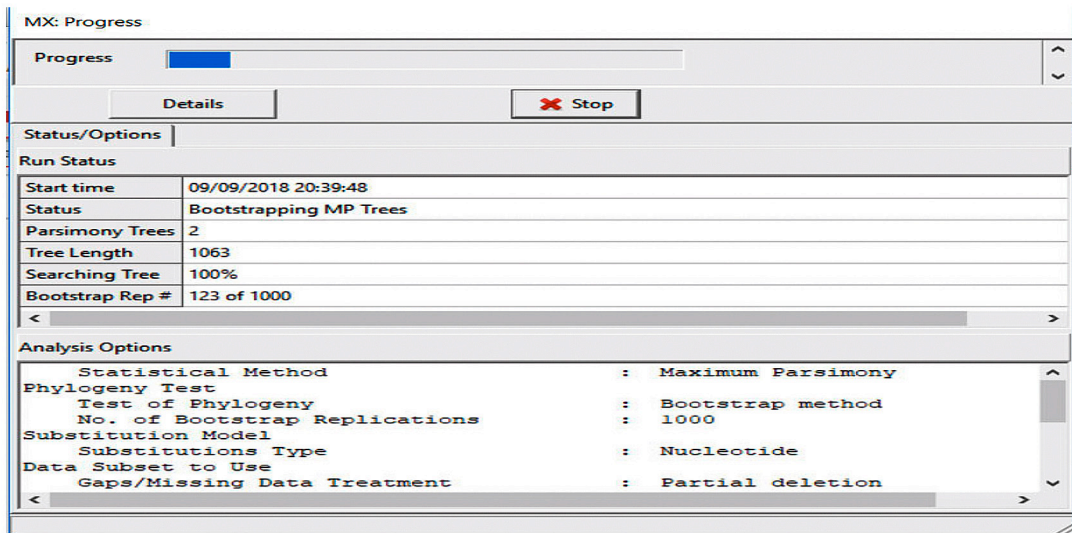 MX: Progress
Progress
Details
Stop
Status/Options
Run Status
Start time 09/09/2018 20:39:48
Status Bootstrapping MP Trees
Parsimony Trees 2
Tree Length 1063
Searching Tree 100%
Bootstrap Rep # 123 of 1000
Analysis Options
Statistical Method : Maximum Parsimony
Phylogeny Test
Test of Phylogeny : Bootstrap method
No. of Bootstrap Replications : 1000
Substitution Model
Substitutions Type : Nucleotide
Data Subset to Use
Gaps/Missing Data Treatment : Partial deletion